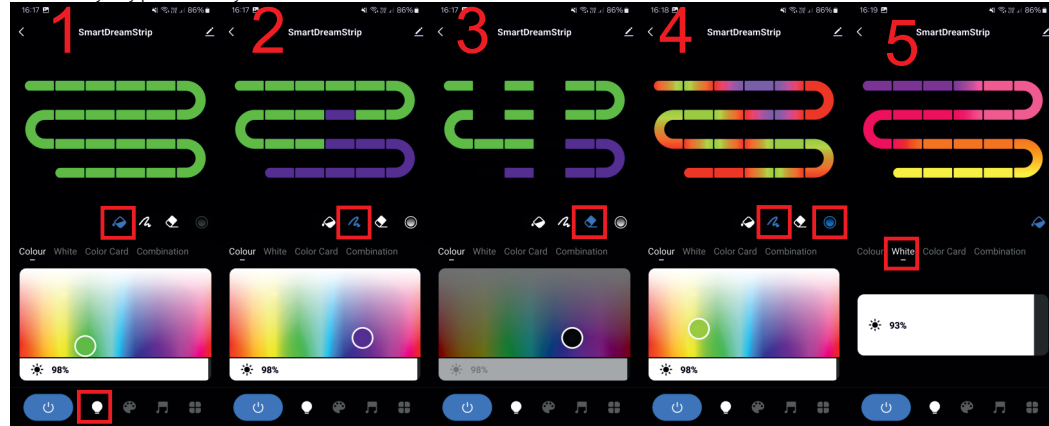 1 2 3 4 5
16:17 86% 16:17 86% 16:17 86% 16:18 86% 16:19 86%
SmartDreamStrip SmartDreamStrip SmartDreamStrip SmartDreamStrip SmartDreamStrip
Colour White Color Card Combination Colour White Color Card Combination Colour White Color Card Combination Colour White Color Card Combination Colour White Color Card Combination
93%
98% 98% 98% 98%